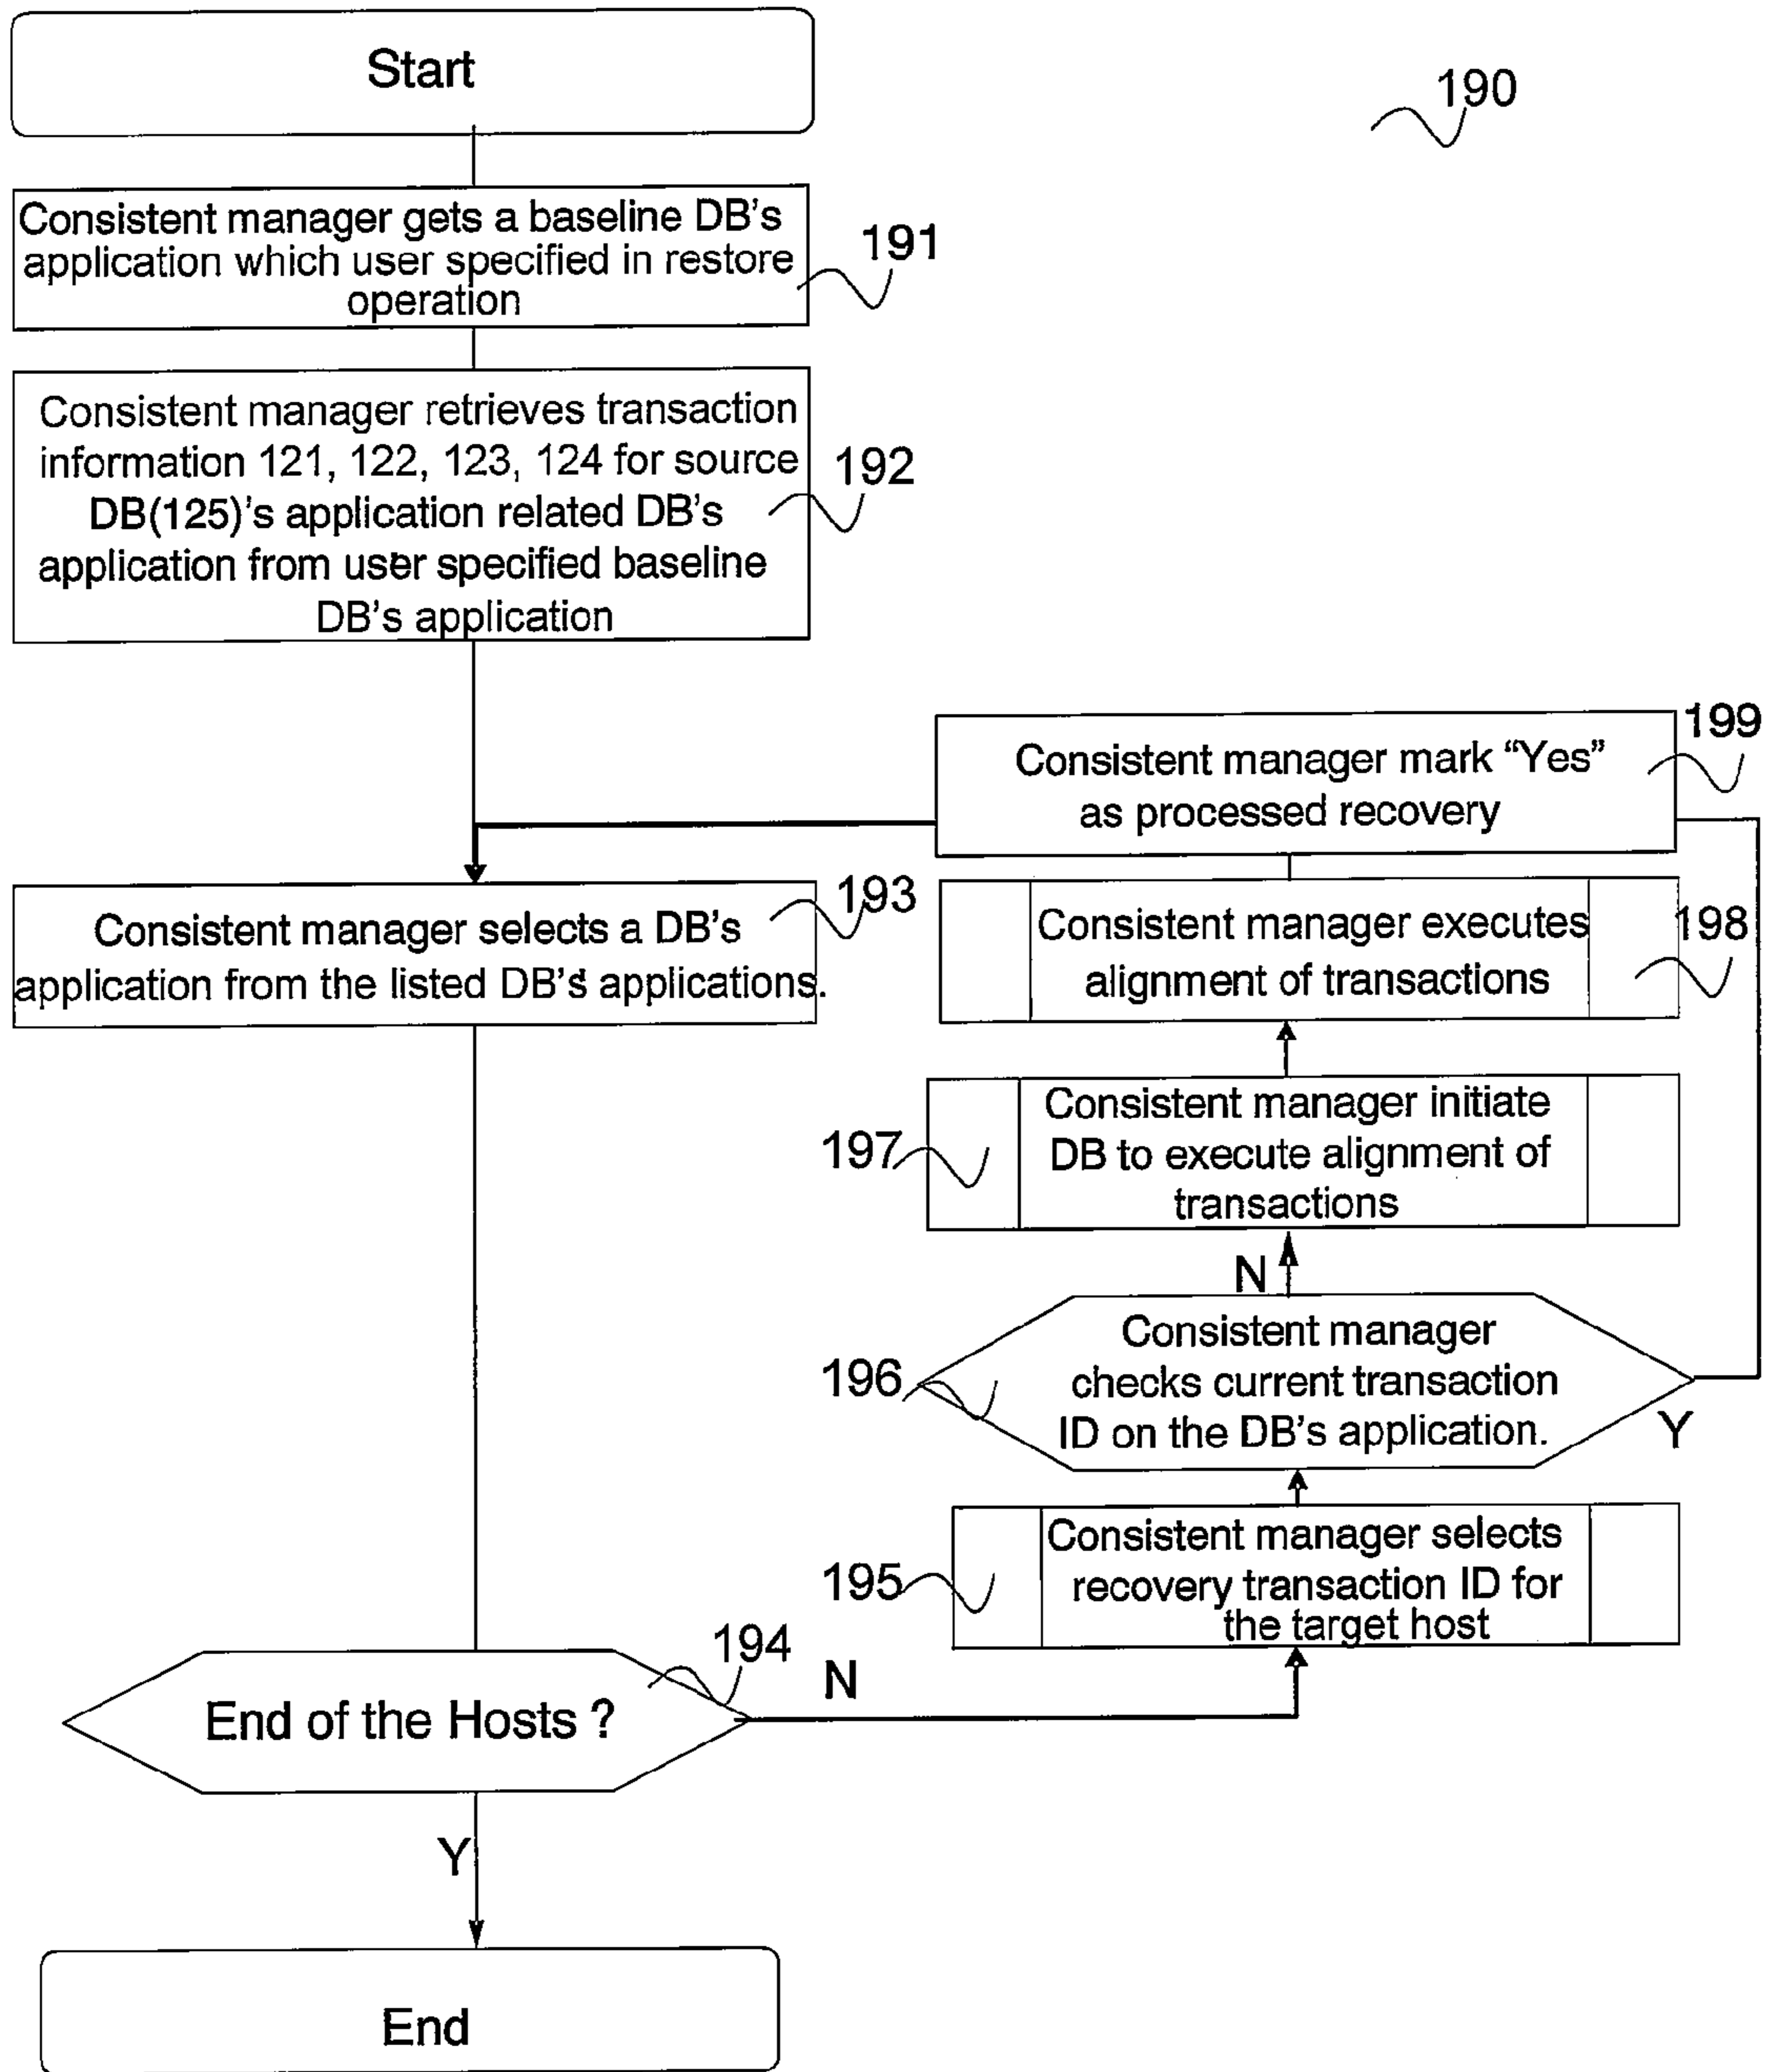 Start
190
Consistent manager gets a baseline DB's
application which user specified in restore
operation
191
Consistent manager retrieves transaction
information 121, 122, 123, 124 for source
DB(125)'s application related DB's
application from user specified baseline
DB's application
192
Consistent manager mark “Yes”
as processed recovery
199
Consistent manager selects a DB's
application from the listed DB's applications.
193
Consistent manager executes
alignment of transactions
198
Consistent manager initiate
DB to execute alignment of
transactions
197
N
Consistent manager
checks current transaction
ID on the DB's application.
196
Y
Consistent manager selects
recovery transaction ID for
the target host
195
End of the Hosts ?
194
N
Y
End